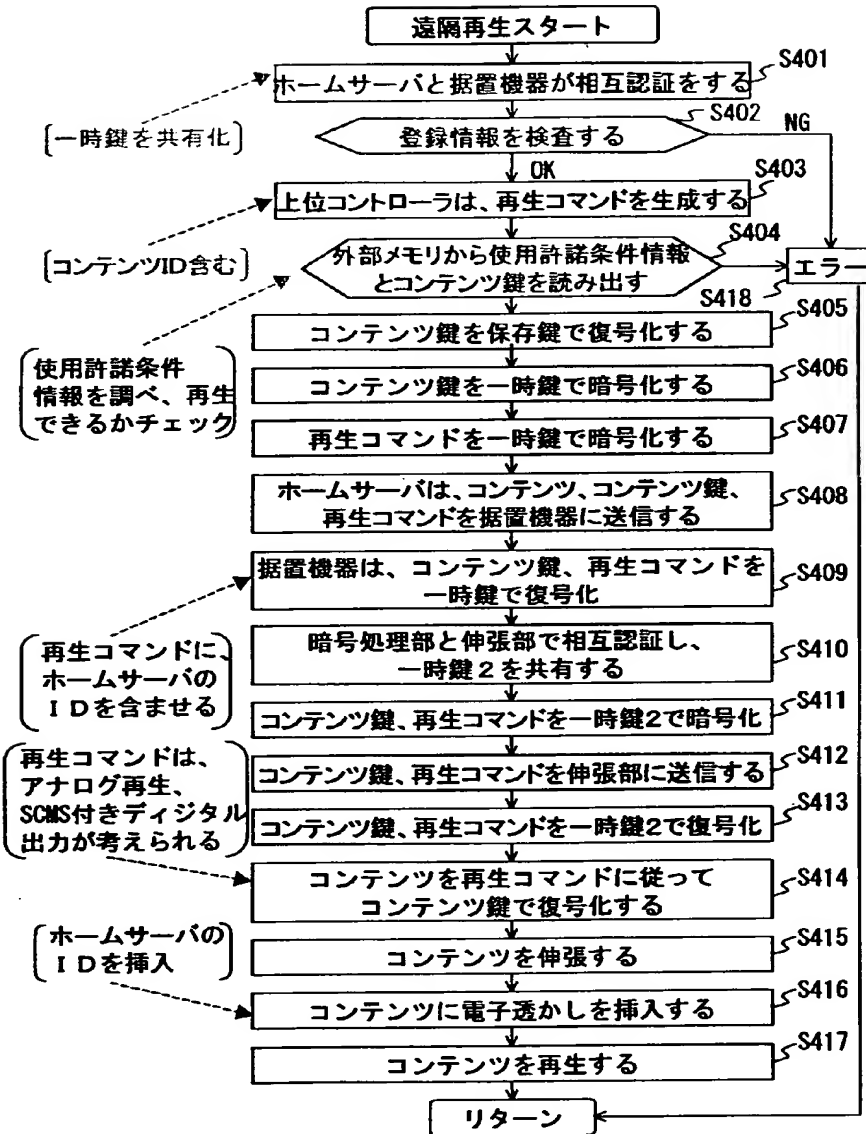 遠隔再生スタート
S401
ホームサーバと据置機器が相互認証をする
[一時鍵を共有化]
S402
登録情報を検査する
NG
OK
S403
上位コントローラは、再生コマンドを生成する
[コンテンツID含む]
S404
外部メモリから使用許諾条件情報
とコンテンツ鍵を読み出す
エラー
S418
S405
コンテンツ鍵を保存鍵で復号化する
使用許諾条件
情報を調べ、再生
できるかチェック
S406
コンテンツ鍵を一時鍵で暗号化する
S407
再生コマンドを一時鍵で暗号化する
S408
ホームサーバは、コンテンツ、コンテンツ鍵、
再生コマンドを据置機器に送信する
S409
据置機器は、コンテンツ鍵、再生コマンドを
一時鍵で復号化
S410
暗号処理部と伸張部で相互認証し、
一時鍵2を共有する
再生コマンドに、
ホームサーバの
IDを含ませる
S411
コンテンツ鍵、再生コマンドを一時鍵2で暗号化
S412
コンテンツ鍵、再生コマンドを伸張部に送信する
再生コマンドは、
アナログ再生、
SCMS付きディジタル
出力が考えられる
S413
コンテンツ鍵、再生コマンドを一時鍵2で復号化
S414
コンテンツを再生コマンドに従って
コンテンツ鍵で復号化する
S415
コンテンツを伸張する
ホームサーバの
IDを挿入
S416
コンテンツに電子透かしを挿入する
S417
コンテンツを再生する
リターン